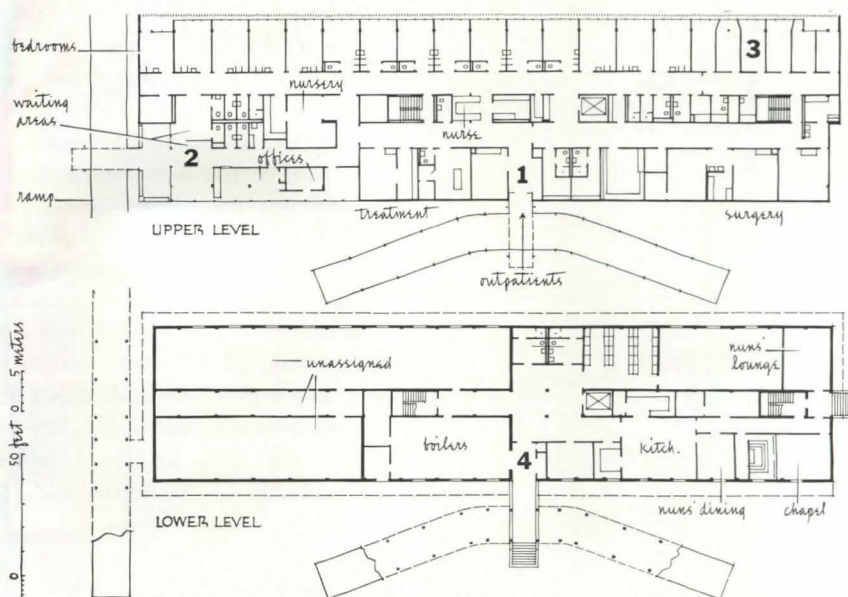 bedrooms
3
nursery
waiting
areas
nurse
2
offices
1
ramp
treatment
surgery
UPPER LEVEL
outpatients
50 feet 0 5 meters
0
unassigned
nuns'
lounge
boilers
4
kitch.
nuns' dining
chapel
LOWER LEVEL